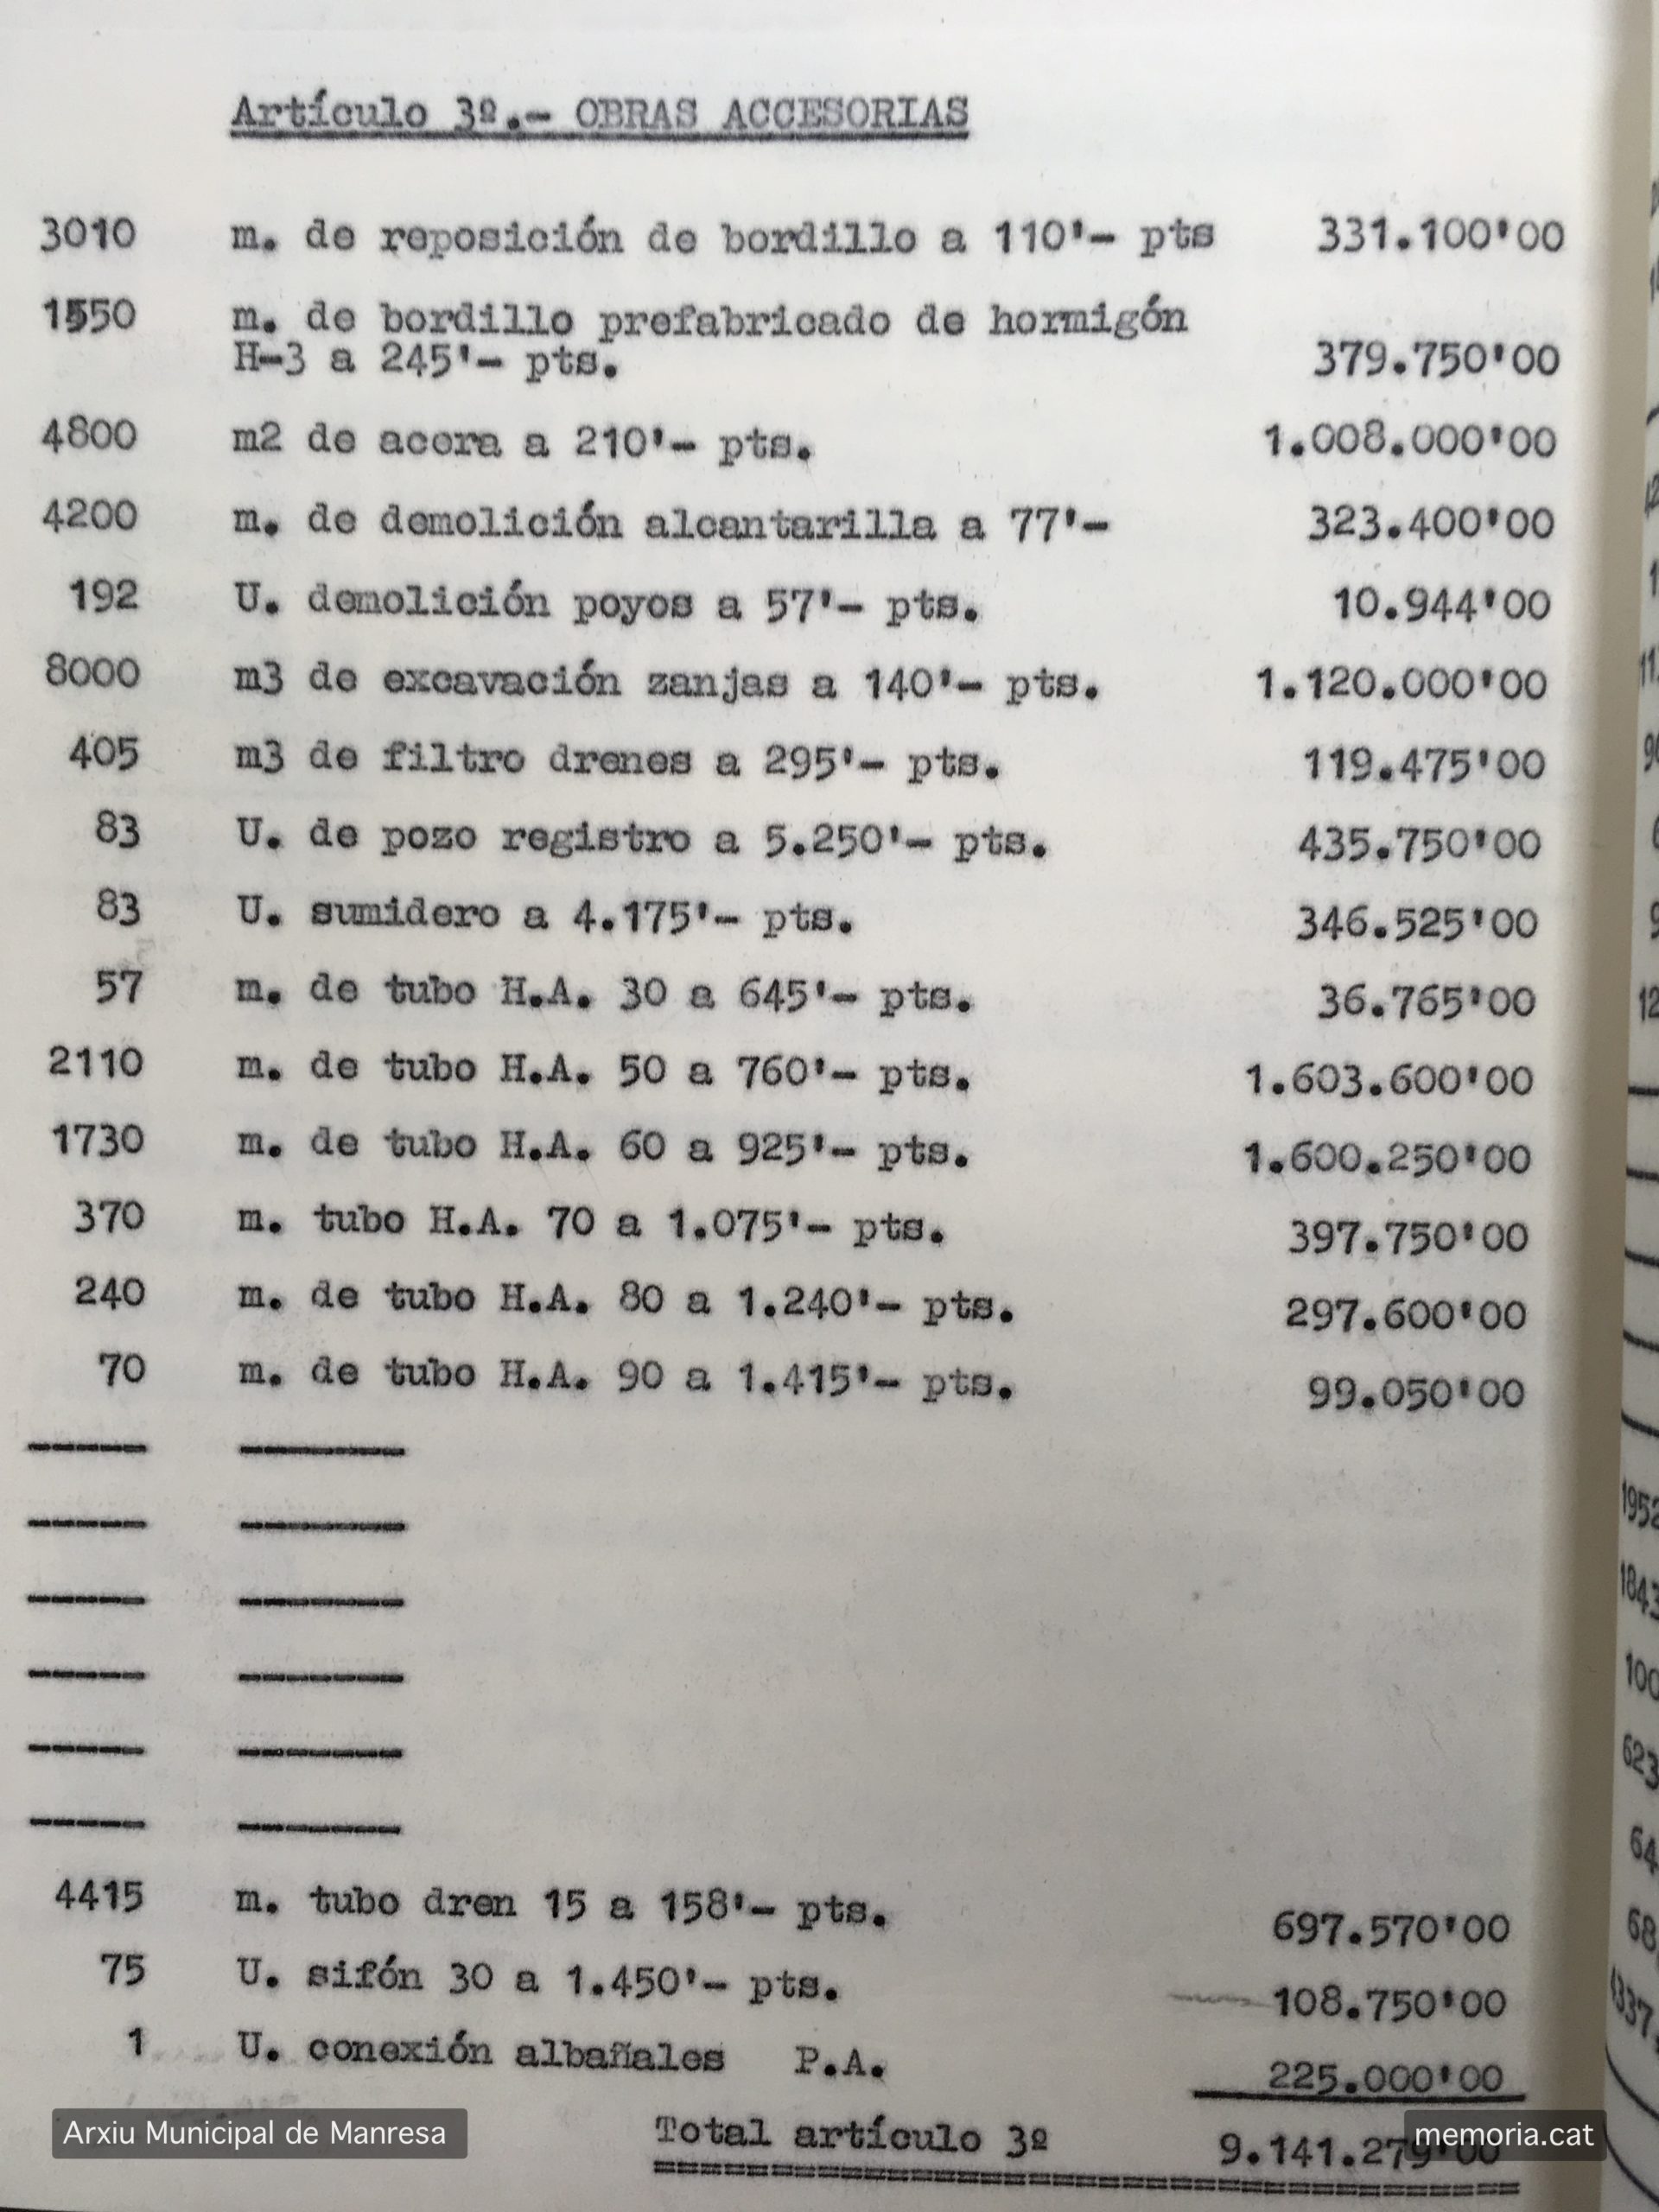 Artículo 3º.- OBRAS ACCESORIAS
3010 m. de reposición de bordillo a 110'- pts 331.100'00
1550 m. de bordillo prefabricado de hormigón
H-3 a 245'- pts. 379.750'00
4800 m2 de acera a 210'- pts. 1.008.000'00
4200 m. de demolición alcantarilla a 77'- 323.400'00
192 U. demolición poyos a 57'- pts. 10.944'00
8000 m3 de excavación zanjas a 140'- pts. 1.120.000'00
405 m3 de filtro drenes a 295'- pts. 119.475'00
83 U. de pozo registro a 5.250'- pts. 435.750'00
83 U. sumidero a 4.175'- pts. 346.525'00
57 m. de tubo H.A. 30 a 645'- pts. 36.765'00
2110 m. de tubo H.A. 50 a 760'- pts. 1.603.600'00
1730 m. de tubo H.A. 60 a 925'- pts. 1.600.250'00
370 m. tubo H.A. 70 a 1.075'- pts. 397.750'00
240 m. de tubo H.A. 80 a 1.240'- pts. 297.600'00
70 m. de tubo H.A. 90 a 1.415'- pts. 99.050'00
------ ---------
------ ---------
------ ---------
------ ---------
------ ---------
------ ---------
4415 m. tubo dren 15 a 158'- pts. 697.570'00
75 U. sifón 30 a 1.450'- pts. 108.750'00
1 U. conexión albañales P.A. 225.000'00
Total artículo 3º 9.141.279'00
Arxiu Municipal de Manresa
memoria.cat